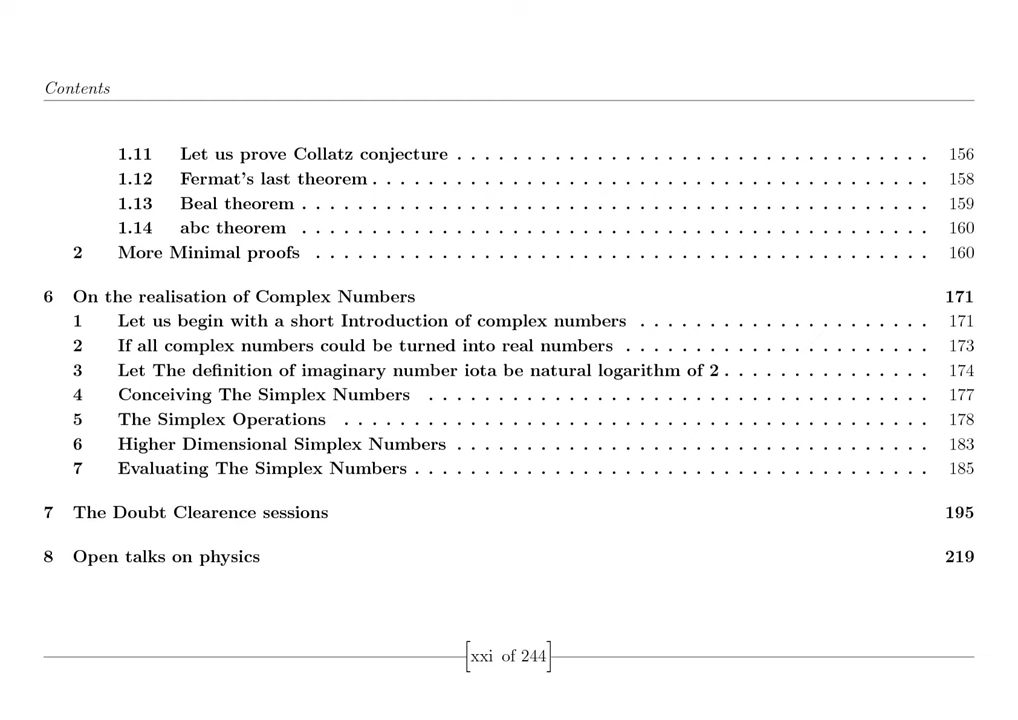 Contents
1.11 Let us prove Collatz conjecture . . . . . . . . . . . . . . . . . . . . . . . . . . . . . . . . . . 156
1.12 Fermat's last theorem . . . . . . . . . . . . . . . . . . . . . . . . . . . . . . . . . . . . . . . . 158
1.13 Beal theorem . . . . . . . . . . . . . . . . . . . . . . . . . . . . . . . . . . . . . . . . . . . . . 159
1.14 abc theorem . . . . . . . . . . . . . . . . . . . . . . . . . . . . . . . . . . . . . . . . . . . . . 160
2 More Minimal proofs . . . . . . . . . . . . . . . . . . . . . . . . . . . . . . . . . . . . . . . . . . . . 160
6 On the realisation of Complex Numbers 171
1 Let us begin with a short Introduction of complex numbers . . . . . . . . . . . . . . . . . . . . . 171
2 If all complex numbers could be turned into real numbers . . . . . . . . . . . . . . . . . . . . . . 173
3 Let The definition of imaginary number iota be natural logarithm of 2 . . . . . . . . . . . . . . . 174
4 Conceiving The Simplex Numbers . . . . . . . . . . . . . . . . . . . . . . . . . . . . . . . . . . . . 177
5 The Simplex Operations . . . . . . . . . . . . . . . . . . . . . . . . . . . . . . . . . . . . . . . . . . 178
6 Higher Dimensional Simplex Numbers . . . . . . . . . . . . . . . . . . . . . . . . . . . . . . . . . . 183
7 Evaluating The Simplex Numbers . . . . . . . . . . . . . . . . . . . . . . . . . . . . . . . . . . . . . 185
7 The Doubt Clearence sessions 195
8 Open talks on physics 219
[xxi of 244]